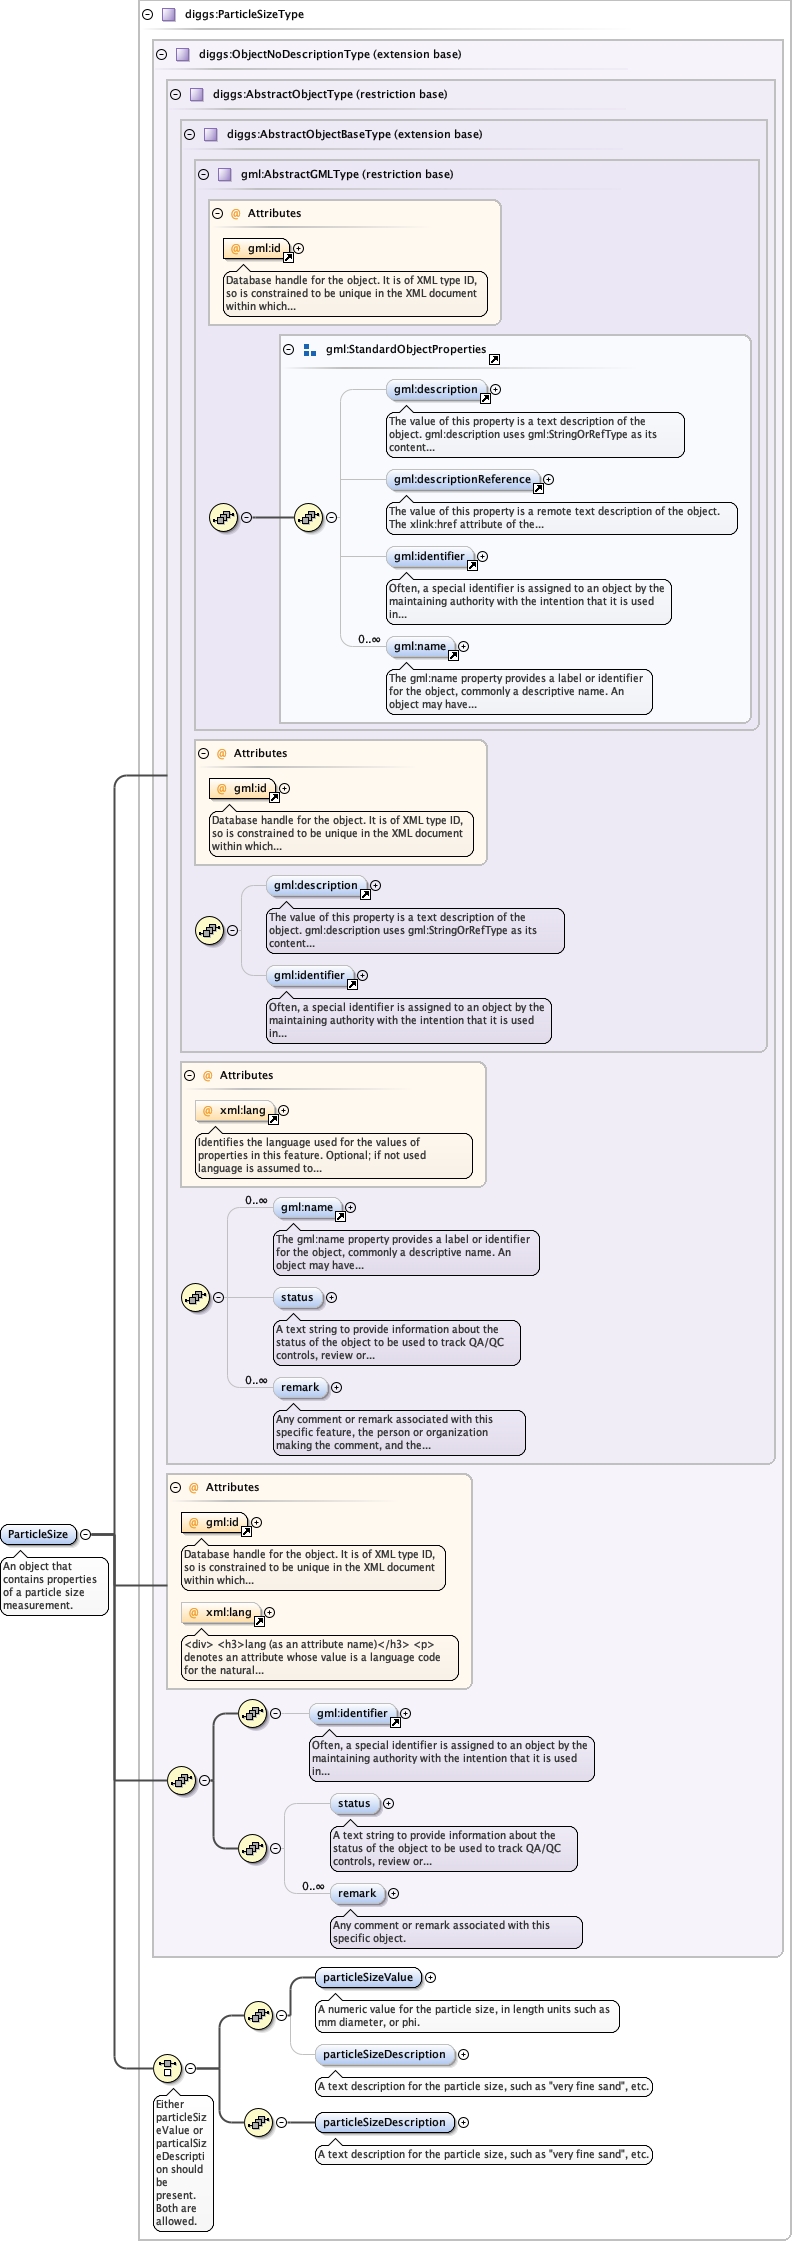 diggs:ParticleSizeType
diggs:ObjectNoDescriptionType (extension base)
diggs:AbstractObjectType (restriction base)
diggs:AbstractObjectBaseType (extension base)
gml:AbstractGMLType (restriction base)
@ Attributes
@ gml:id
Database handle for the object. It is of XML type ID,
so is constrained to be unique in the XML document
within which...
gml:StandardObjectProperties
gml:description
The value of this property is a text description of the
object. gml:description uses gml:StringOrRefType as its
content...
gml:descriptionReference
The value of this property is a remote text description of the object.
The xlink:href attribute of the...
gml:identifier
Often, a special identifier is assigned to an object by the
maintaining authority with the intention that it is used
in...
0..∞
gml:name
The gml:name property provides a label or identifier
for the object, commonly a descriptive name. An
object may have...
@ Attributes
@ gml:id
Database handle for the object. It is of XML type ID,
so is constrained to be unique in the XML document
within which...
gml:description
The value of this property is a text description of the
object. gml:description uses gml:StringOrRefType as its
content...
gml:identifier
Often, a special identifier is assigned to an object by the
maintaining authority with the intention that it is used
in...
@ Attributes
@ xml:lang
Identifies the language used for the values of
properties in this feature. Optional; if not used
language is assumed to...
0..∞
gml:name
The gml:name property provides a label or identifier
for the object, commonly a descriptive name. An
object may have...
status
A text string to provide information about the
status of the object to be used to track QA/QC
controls, review or...
0..∞
remark
Any comment or remark associated with this
specific feature, the person or organization
making the comment, and the...
@ Attributes
@ gml:id
Database handle for the object. It is of XML type ID,
so is constrained to be unique in the XML document
within which...
@ xml:lang
<div> <h3>lang (as an attribute name)</h3> <p>
denotes an attribute whose value is a language code
for the natural...
ParticleSize
An object that
contains properties
of a particle size
measurement.
gml:identifier
Often, a special identifier is assigned to an object by the
maintaining authority with the intention that it is used
in...
status
A text string to provide information about the
status of the object to be used to track QA/QC
controls, review or...
0..∞
remark
Any comment or remark associated with this
specific object.
particleSizeValue
A numeric value for the particle size, in length units such as
mm diameter, or phi.
particleSizeDescription
A text description for the particle size, such as "very fine sand", etc.
particleSizeDescription
A text description for the particle size, such as "very fine sand", etc.
Either
particleSiz
eValue or
particalSiz
eDescripti
on should
be
present.
Both are
allowed.